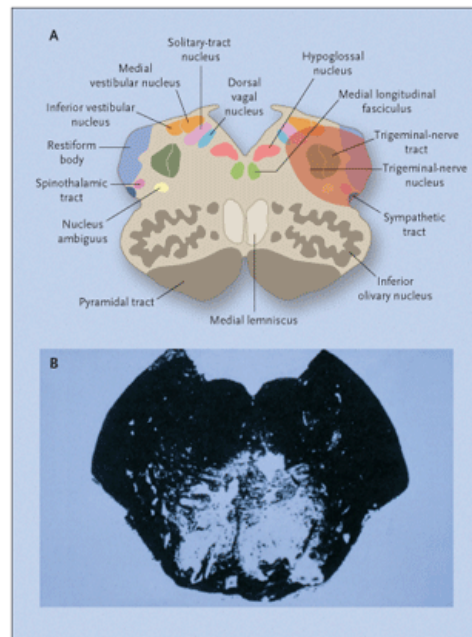 A
Solitary-tract
nucleus
Hypoglossal
nucleus
Medial
vestibular nucleus
Dorsal
vagal
nucleus
Medial longitudinal
fasciculus
Inferior vestibular
nucleus
Restiform
body
Trigeminal-nerve
tract
Trigeminal-nerve
nucleus
Spinothalamic
tract
Sympathetic
tract
Nucleus
ambiguus
Inferior
olivary nucleus
Pyramidal tract
Medial lemniscus
B